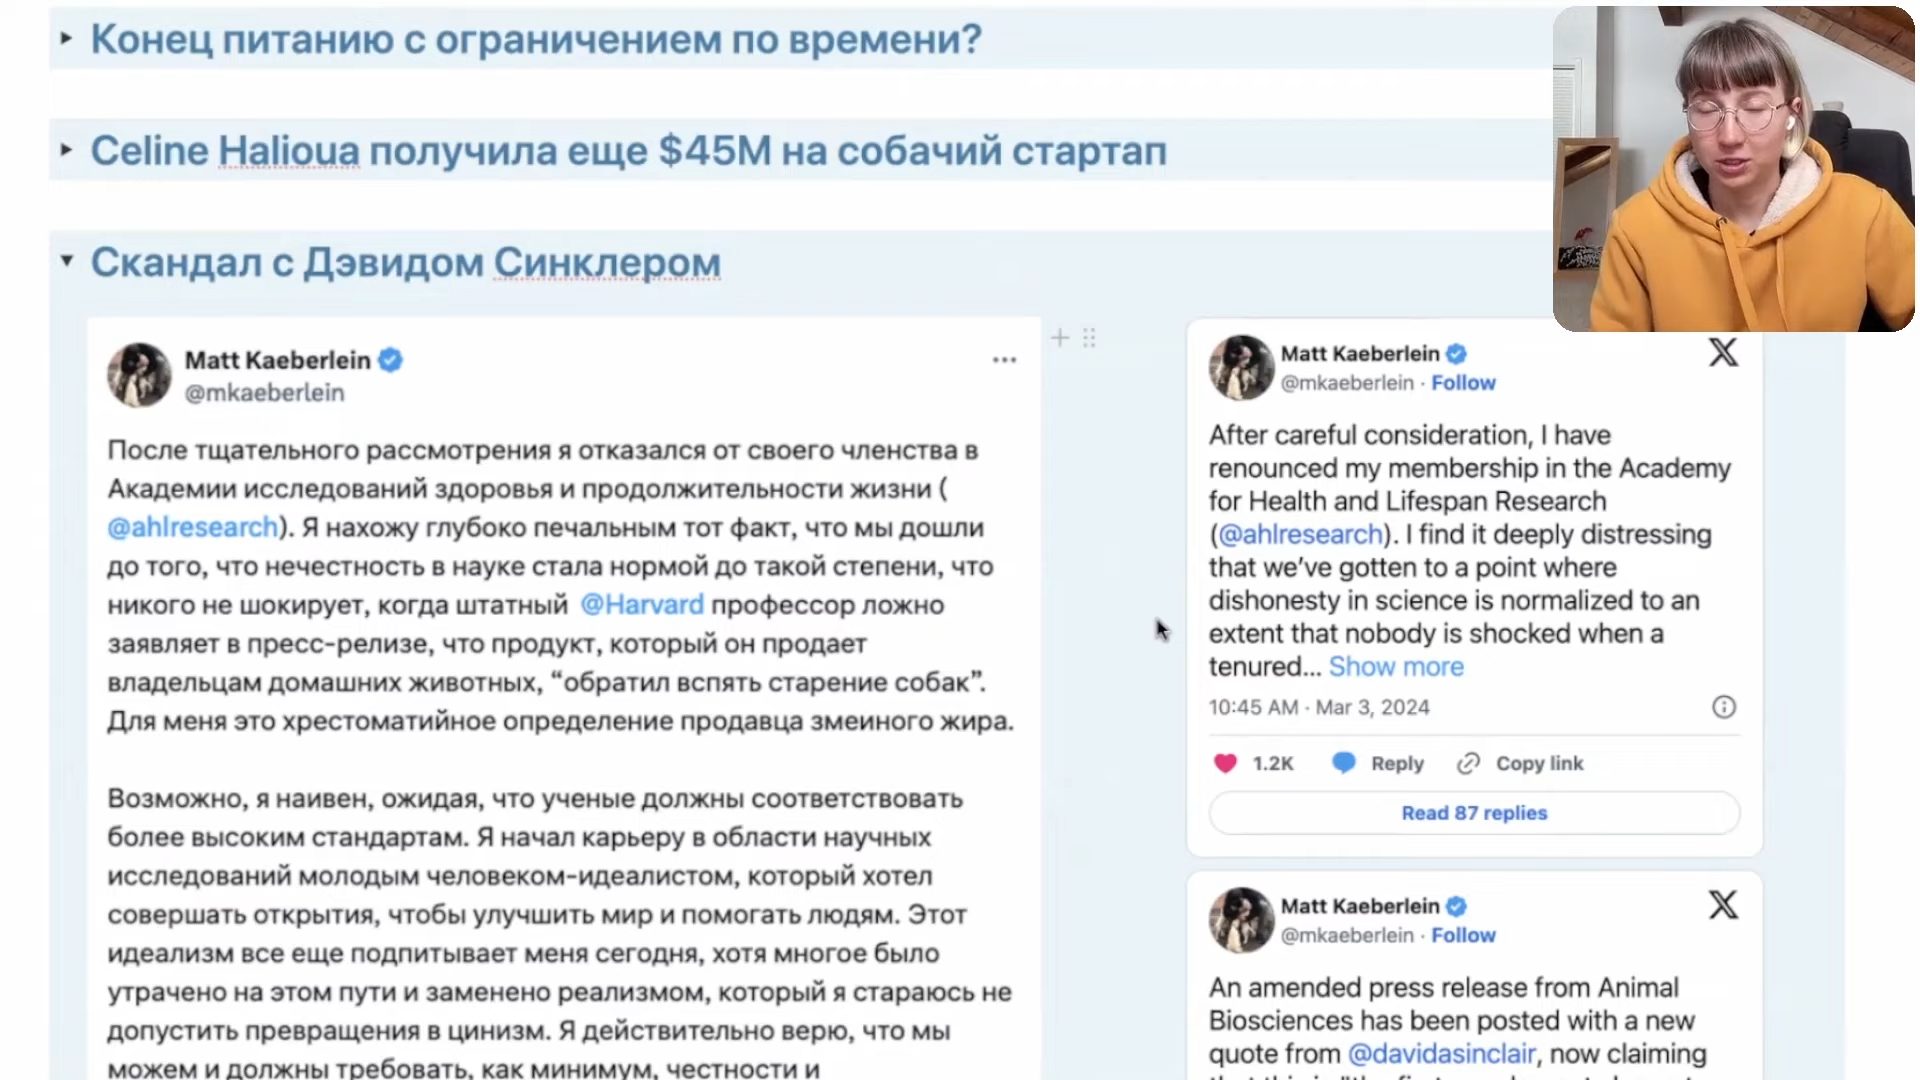 Конец питанию с ограничением по времени?
Celine Halioua получила еще $45M на собачий стартап
Скандал с Дэвидом Синклером
Matt Kaeberlein
@mkaeberlein
После тщательного рассмотрения я отказался от своего членства в
Академии исследований здоровья и продолжительности жизни (
@ahlresearch). Я нахожу глубоко печальным тот факт, что мы дошли
до того, что нечестность в науке стала нормой до такой степени, что
никого не шокирует, когда штатный @Harvard профессор ложно
заявляет в пресс-релизе, что продукт, который он продает
владельцам домашних животных, “обратил вспять старение собак”.
Для меня это хрестоматийное определение продавца змеиного жира.
Возможно, я наивен, ожидая, что ученые должны соответствовать
более высоким стандартам. Я начал карьеру в области научных
исследований молодым человеком-идеалистом, который хотел
совершать открытия, чтобы улучшить мир и помогать людям. Этот
идеализм все еще подпитывает меня сегодня, хотя многое было
утрачено на этом пути и заменено реализмом, который я стараюсь не
допустить превращения в цинизм. Я действительно верю, что мы
можем и должны требовать, как минимум, честности и
Matt Kaeberlein
@mkaeberlein · Follow
After careful consideration, I have
renounced my membership in the Academy
for Health and Lifespan Research
(@ahlresearch). I find it deeply distressing
that we’ve gotten to a point where
dishonesty in science is normalized to an
extent that nobody is shocked when a
tenured... Show more
10:45 AM · Mar 3, 2024
1.2K Reply Copy link
Read 87 replies
Matt Kaeberlein
@mkaeberlein · Follow
An amended press release from Animal
Biosciences has been posted with a new
quote from @davidasinclair, now claiming